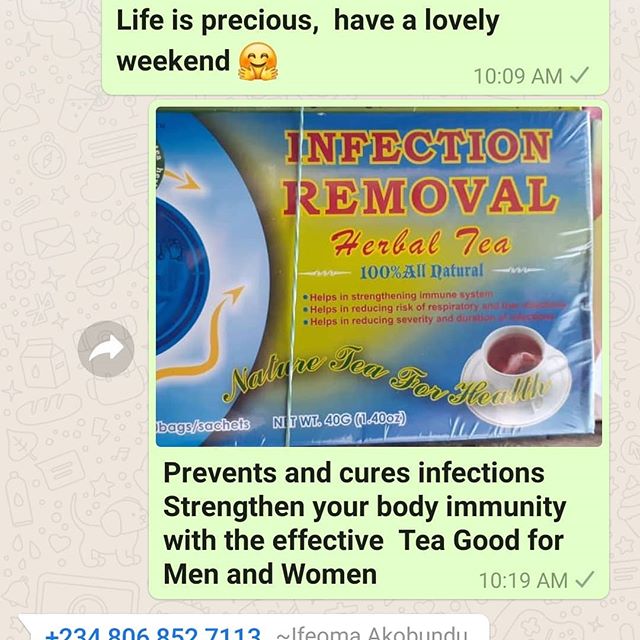 Life is precious,  have a lovely
weekend 🤗
10:09 AM
INFECTION
REMOVAL
Herbal Tea
100% All Natural
Helps in strengthening immune system
Helps in reducing risk of respiratory and
Helps in reducing severity and duration of infections
Nature Tea For Health
bags/sachets
NET WT. 40G (1.40oz)
Prevents and cures infections
Strengthen your body immunity
with the effective  Tea Good for
Men and Women
10:19 AM
+234 806 852 7113 ~Ifeoma Akobundu